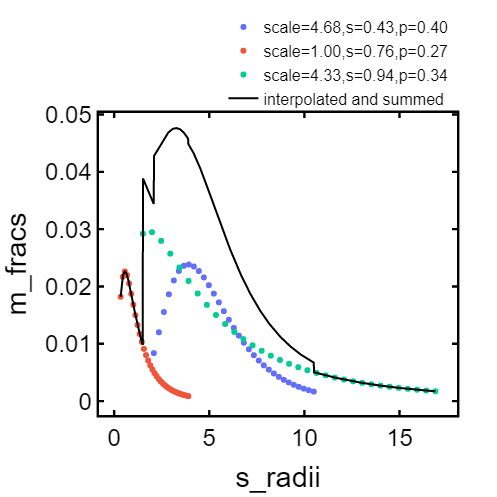 scale=4.68,s=0.43,p=0.40
scale=1.00,s=0.76,p=0.27
scale=4.33,s=0.94,p=0.34
interpolated and summed
0.05
0.04
0.03
0.02
0.01
0
m_fracs
0 5 10 15
s_radii